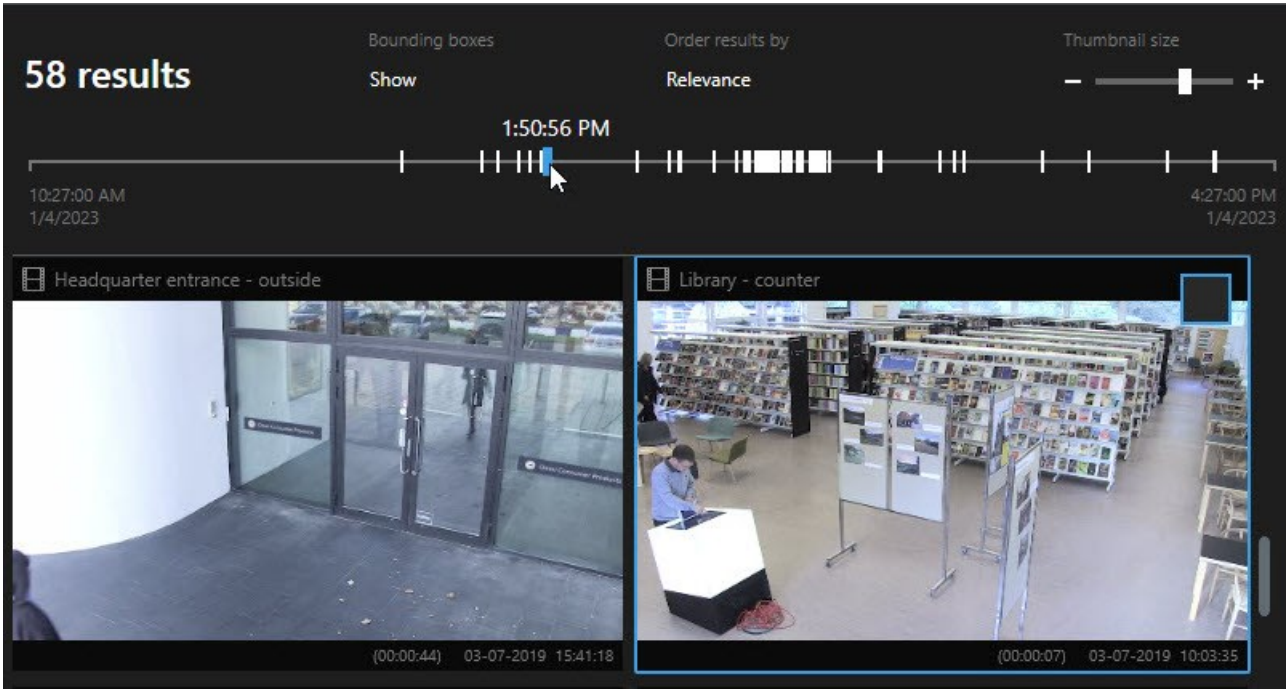 Bounding boxes
Order results by
Thumbnail size
58 results
Show
Relevance
− +
1:50:56 PM
10:27:00 AM
1/4/2023
4:27:00 PM
1/4/2023
Headquarter entrance - outside
Library - counter
(00:00:44) 03-07-2019 15:41:18
(00:00:07) 03-07-2019 10:03:35